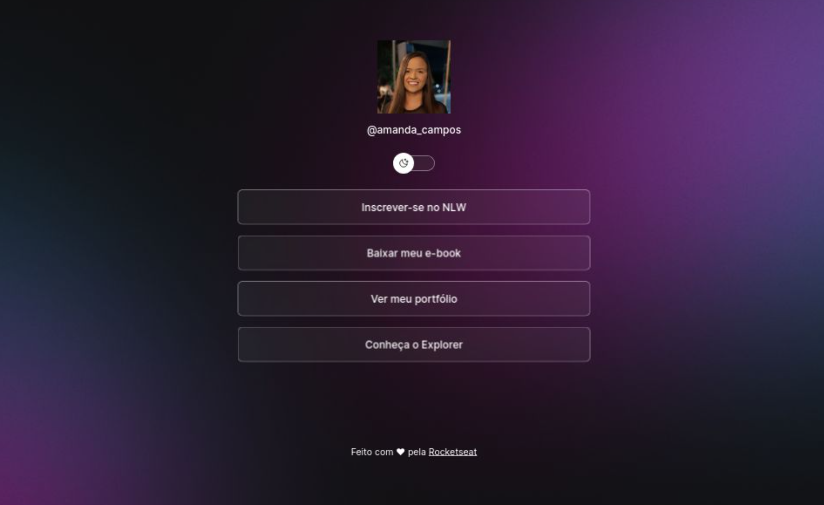 @amanda_campos
Inscrever-se no NLW
Baixar meu e-book
Ver meu portfólio
Conheça o Explorer
Feito com ♥ pela Rocketseat